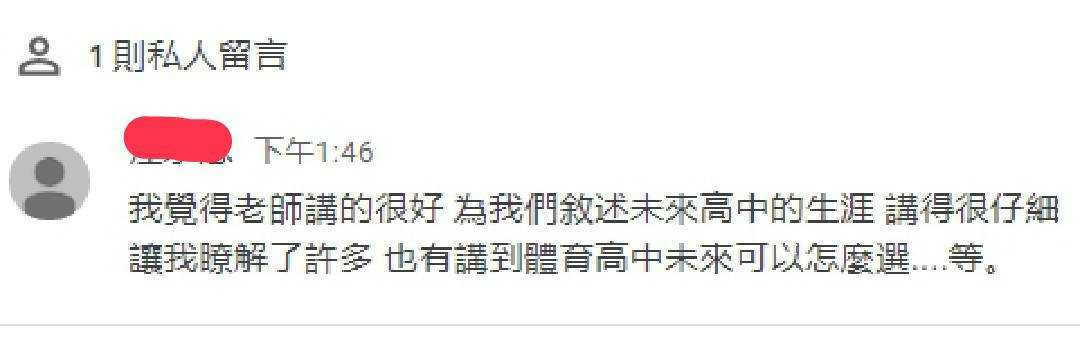 1 則私人留言
下午1:46
我覺得老師講的很好 為我們敘述未來高中的生涯 講得很仔細
讓我瞭解了許多 也有講到體育高中未來可以怎麼選....等。